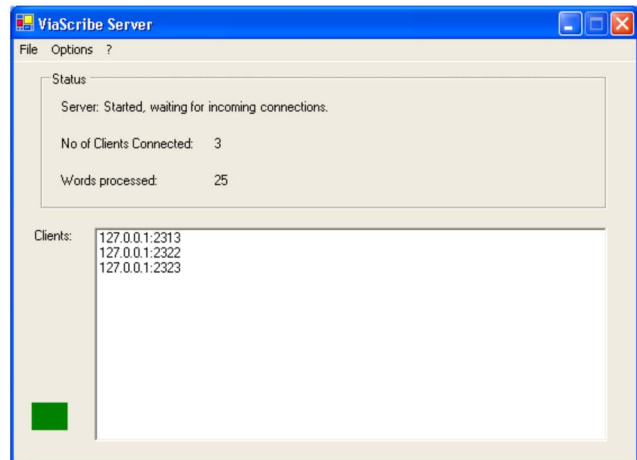 ViaScribe Server
File Options ?
Status
Server: Started, waiting for incoming connections.
No of Clients Connected: 3
Words processed: 25
Clients:
127.0.0.1:2313
127.0.0.1:2322
127.0.0.1:2323